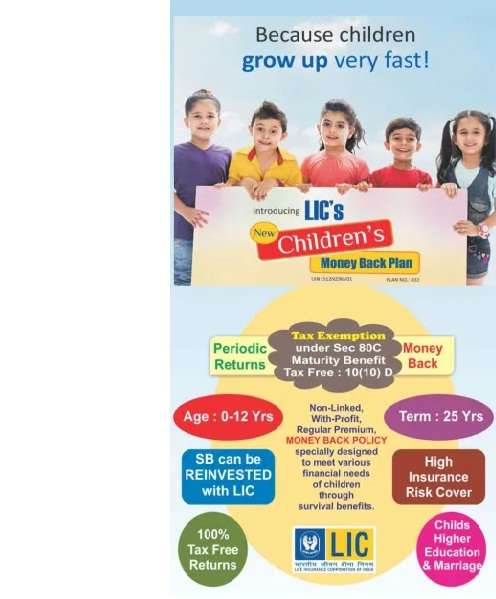 Because children
grow up very fast!
introducing LIC's
New
Children's
Money Back Plan
PLAN NO.:
Periodic
Returns
Tax Exemption
under Sec 80C
Maturity Benefit
Tax Free : 10(10) D
Money
Back
Age : 0-12 Yrs
Non-Linked,
With-Profit,
Regular Premium,
MONEY BACK POLICY
specially designed
to meet various
financial needs
of children
through
survival benefits.
Term : 25 Yrs
SB can be
REINVESTED
with LIC
High
Insurance
Risk Cover
100%
Tax Free
Returns
LIC
भारतीय जीवन बीमा निगम
LIFE INSURANCE CORPORATION OF INDIA
Childs
Higher
Education
& Marriage